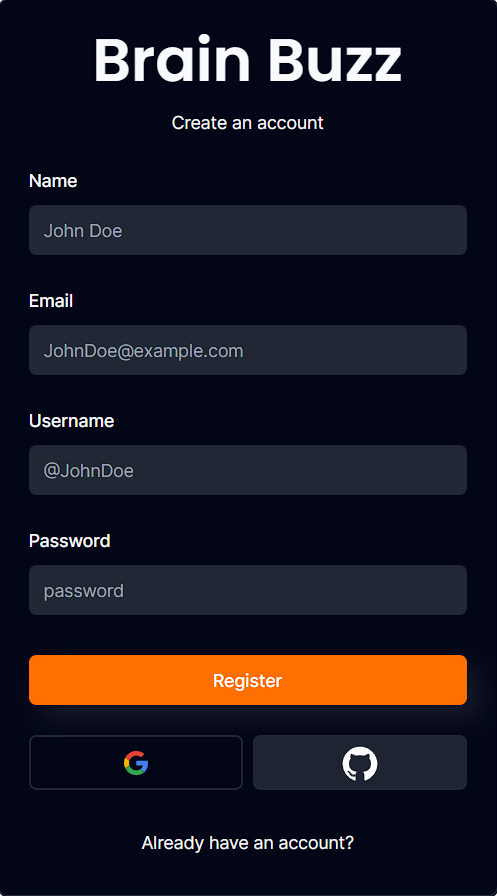 Brain Buzz
Create an account
Name
John Doe
Email
JohnDoe@example.com
Username
@JohnDoe
Password
password
Register
Already have an account?